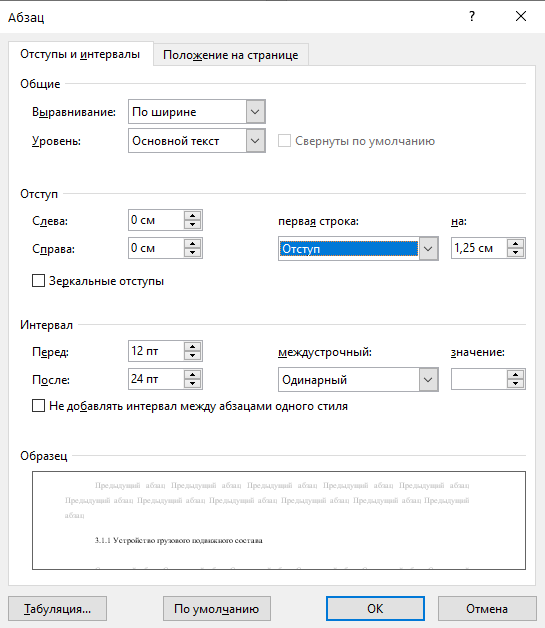 Абзац
?
Отступы и интервалы Положение на странице
Общие
Выравнивание: По ширине
Уровень: Основной текст Свернуты по умолчанию
Отступ
Слева: 0 см первая строка: на:
Справа: 0 см Отступ 1,25 см
Зеркальные отступы
Интервал
Перед: 12 пт междустрочный: значение:
После: 24 пт Одинарный
Не добавлять интервал между абзацами одного стиля
Образец
Предыдущий абзац Предыдущий абзац Предыдущий абзац Предыдущий абзац Предыдущий абзац
Предыдущий абзац Предыдущий абзац Предыдущий абзац Предыдущий абзац Предыдущий абзац Предыдущий
абзац
3.1.1 Устройство грузового подвижного состава
Табуляция... По умолчанию ОК Отмена